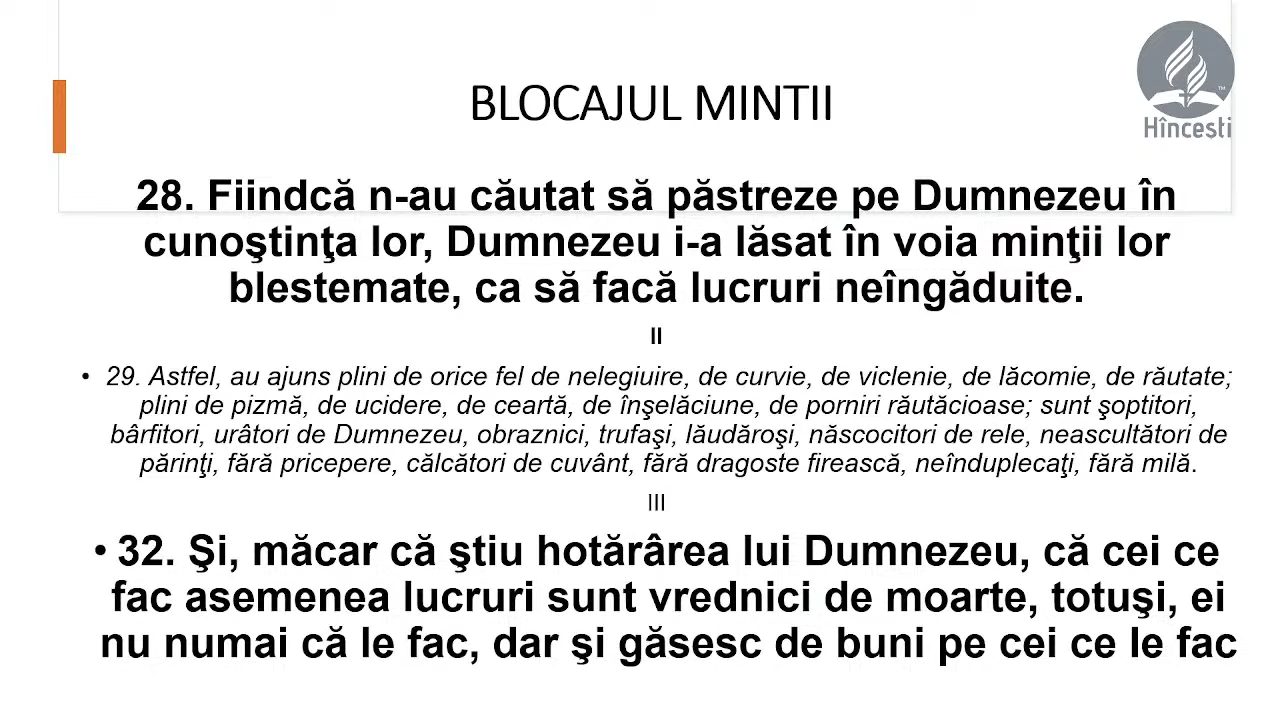 BLOCAJUL MINTII
™
Hîncești
28. Fiindcă n-au căutat să păstreze pe Dumnezeu în
cunoştinţa lor, Dumnezeu i-a lăsat în voia minţii lor
blestemate, ca să facă lucruri neîngăduite.
II
• 29. Astfel, au ajuns plini de orice fel de nelegiuire, de curvie, de viclenie, de lăcomie, de răutate;
plini de pizmă, de ucidere, de ceartă, de înşelăciune, de porniri răutăcioase; sunt şoptitori,
bârfitori, urâtori de Dumnezeu, obraznici, trufaşi, lăudăroşi, născocitori de rele, neascultători de
părinţi, fără pricepere, călcători de cuvânt, fără dragoste firească, neînduplecaţi, fără milă.
III
• 32. Şi, măcar că ştiu hotărârea lui Dumnezeu, că cei ce
fac asemenea lucruri sunt vrednici de moarte, totuşi, ei
nu numai că le fac, dar şi găsesc de buni pe cei ce le fac